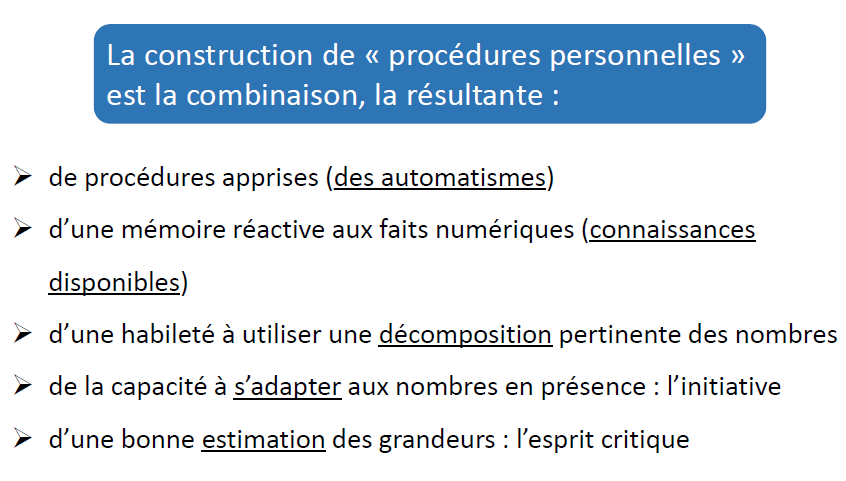 La construction de « procédures personnelles »
est la combinaison, la résultante :
➢ de procédures apprises (des automatismes)
➢ d’une mémoire réactive aux faits numériques (connaissances
disponibles)
➢ d’une habileté à utiliser une décomposition pertinente des nombres
➢ de la capacité à s’adapter aux nombres en présence : l’initiative
➢ d’une bonne estimation des grandeurs : l’esprit critique